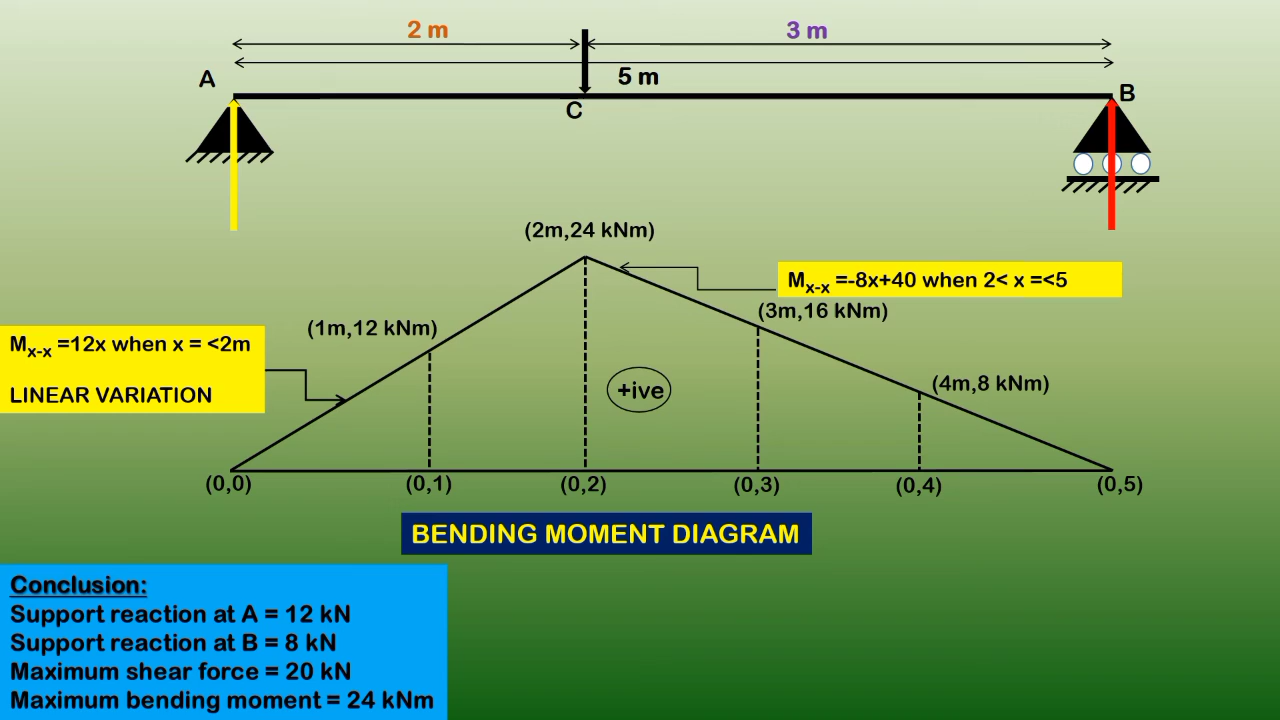 2 m
3 m
5 m
A
B
C
(2m,24 kNm)
M x-x =-8x+40 when 2< x =<5
(3m,16 kNm)
(1m,12 kNm)
M x-x =12x when x = <2m
LINEAR VARIATION
+ive
(4m,8 kNm)
(0,0) (0,1) (0,2) (0,3) (0,4) (0,5)
BENDING MOMENT DIAGRAM
Conclusion:
Support reaction at A = 12 kN
Support reaction at B = 8 kN
Maximum shear force = 20 kN
Maximum bending moment = 24 kNm